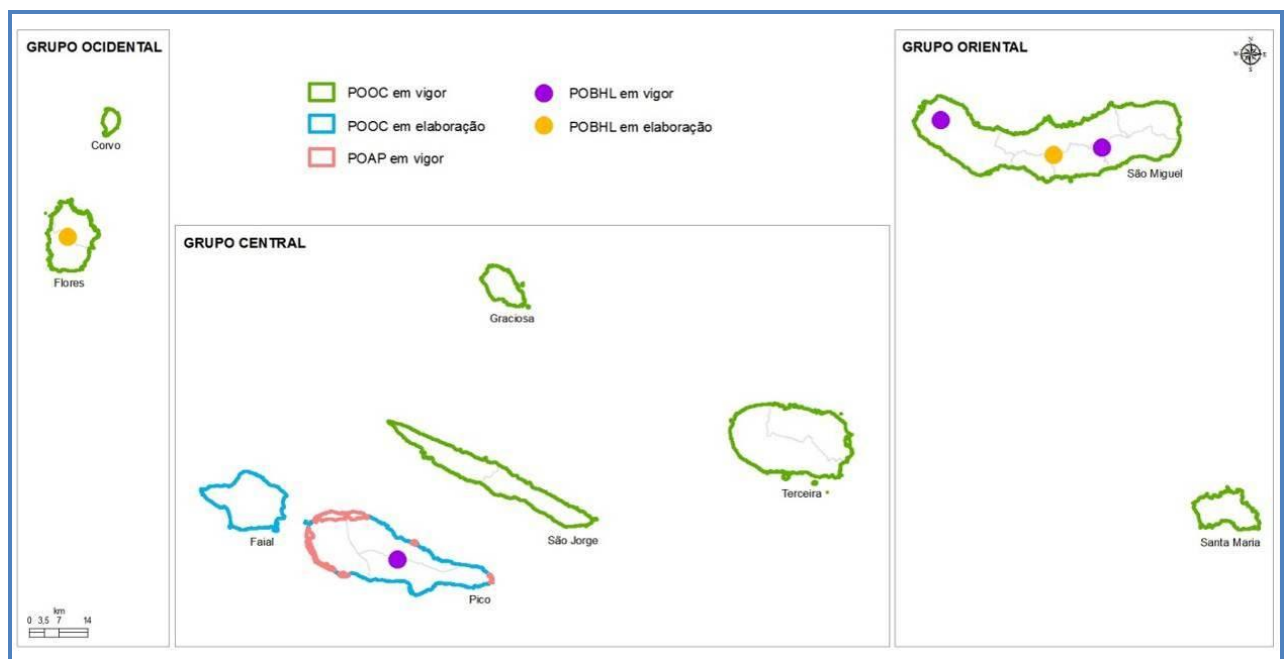 GRUPO OCIDENTAL
Corvo
Flores
km
0 3,5 7 14
POOC em vigor
POOC em elaboração
POAP em vigor
POBHL em vigor
POBHL em elaboração
GRUPO CENTRAL
Graciosa
Terceira
São Jorge
Faial
Pico
GRUPO ORIENTAL
São Miguel
Santa Maria